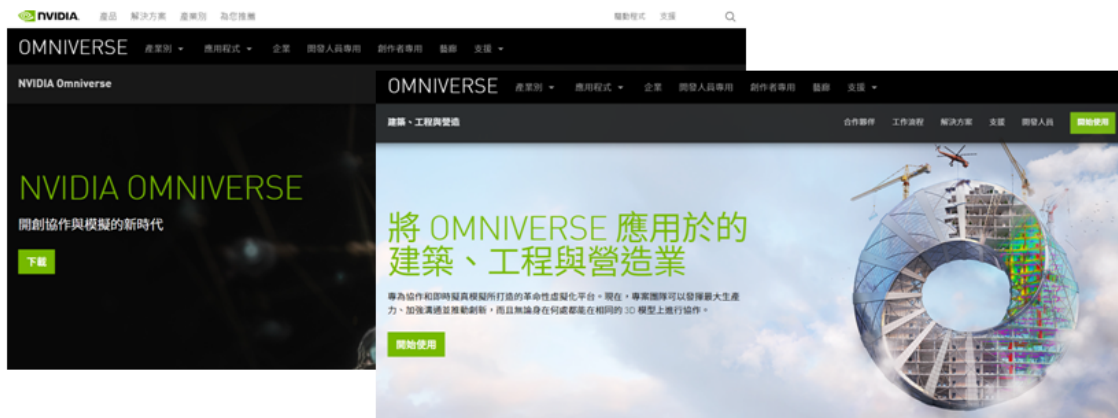 NVIDIA. 產品 解決方案 產業別 為您推薦 驅動程式 支援
OMNIVERSE 產業別 應用程式 企業 開發人員專用 創作者專用 藝廊 支援
NVIDIA Omniverse
NVIDIA OMNIVERSE
開創協作與模擬的新時代
下載
OMNIVERSE 產業別 應用程式 企業 開發人員專用 創作者專用 藝廊 支援
建築、工程與營造 合作夥伴 工作流程 解決方案 支援 開發人員 開始使用
將 OMNIVERSE 應用於的
建築、工程與營造業
專為協作和即時擬真模擬所打造的革命性虛擬化平台。現在，專案團隊可以發揮最大生產
力、加強溝通並推動創新，而且無論身在何處都能在相同的 3D 模型上進行協作。
開始使用